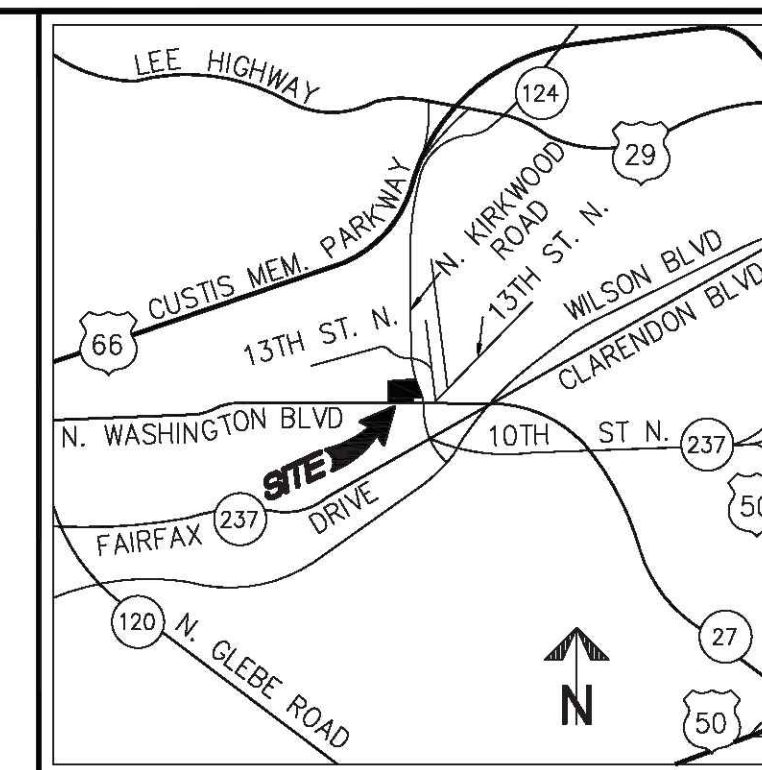 LEE HIGHWAY
124
29
N. KIRKWOOD
ROAD
CUSTIS MEM. PARKWAY
66
13TH ST. N.
13TH ST. N.
WILSON BLVD
CLARENDON BLVD
N. WASHINGTON BLVD
10TH ST N.
237
SITE
50
FAIRFAX DRIVE
237
120
N. GLEBE ROAD
27
N
50